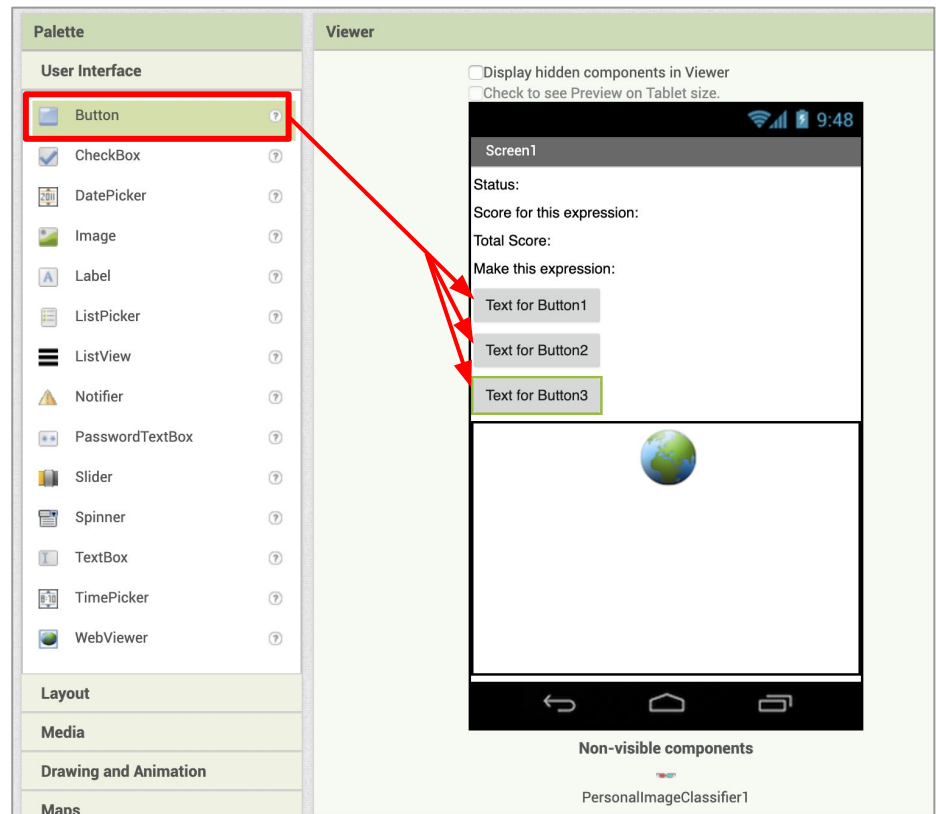 Palette
User Interface
Button
?
CheckBox
?
2011
DatePicker
?
Image
?
A
Label
?
ListPicker
?
ListView
?
Notifier
?
PasswordTextBox
?
Slider
?
Spinner
?
TextBox
?
8:10
TimePicker
?
WebViewer
?
Layout
Media
Drawing and Animation
Maps
Viewer
Display hidden components in Viewer
Check to see Preview on Tablet size.
9:48
Screen1
Status:
Score for this expression:
Total Score:
Make this expression:
Text for Button1
Text for Button2
Text for Button3
Non-visible components
PersonalImageClassifier1